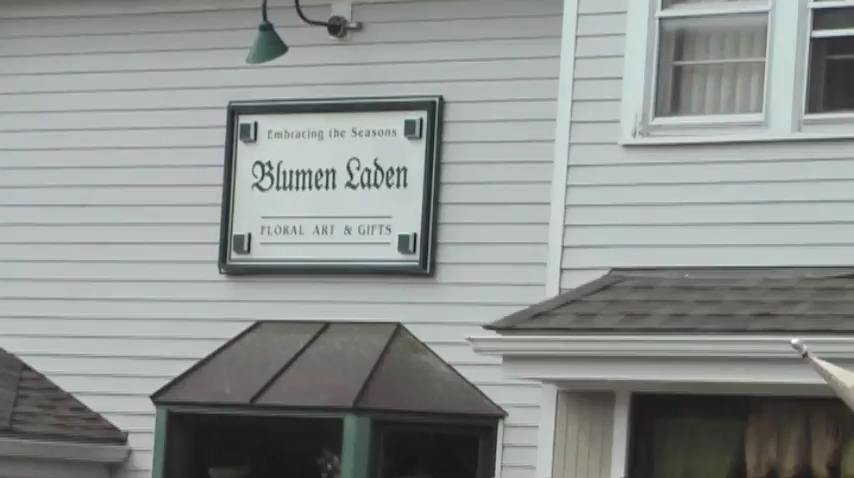 Embracing the Seasons
Blumen Laden
FLORAL ART & GIFTS